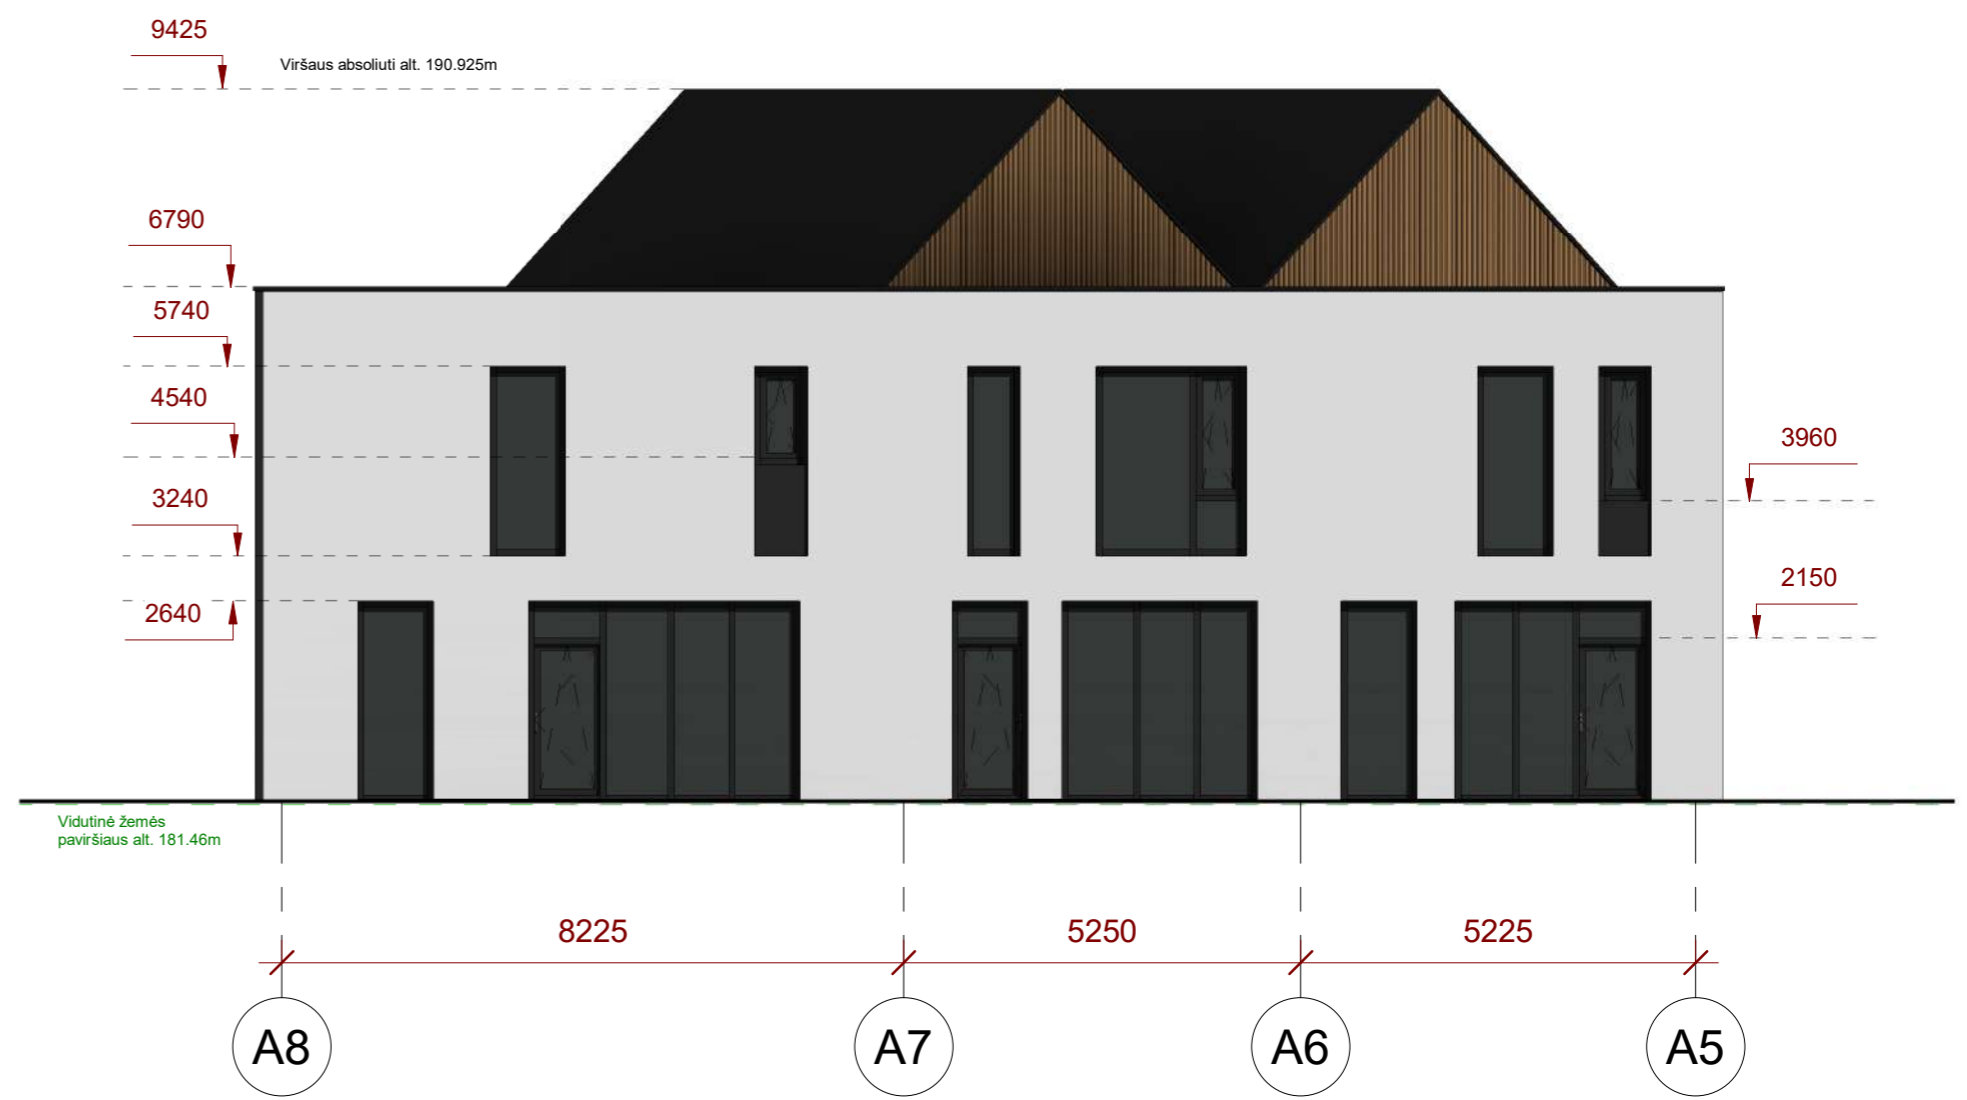 9425
Viršaus absoliuti alt. 190.925m
6790
5740
4540
3960
3240
2150
2640
Vidutinė žemės
paviršiaus alt. 181.46m
8225
5250
5225
A8
A7
A6
A5